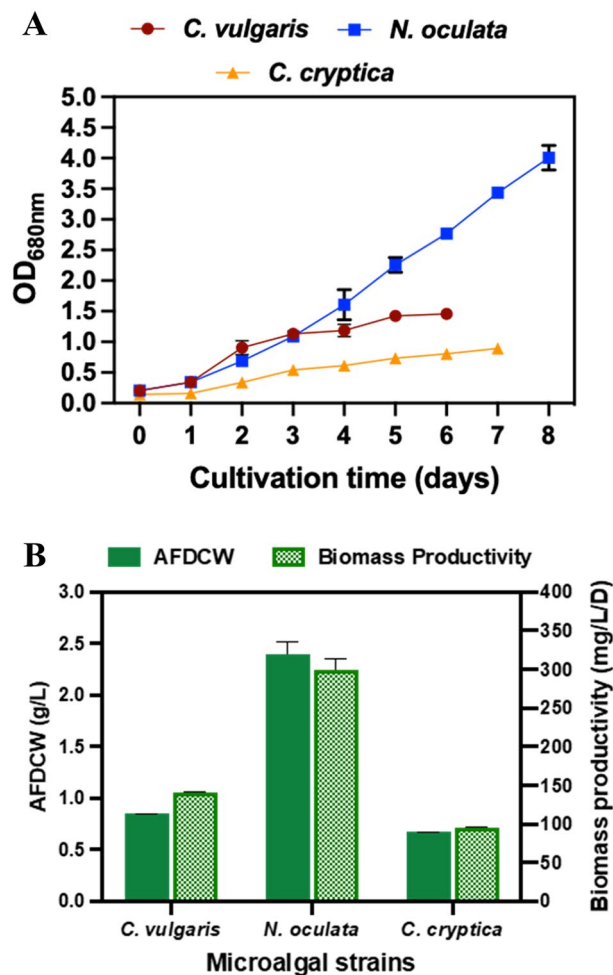 A
C. vulgaris N. oculata
C. cryptica
5.0
4.5
4.0
3.5
3.0
2.5
2.0
1.5
1.0
0.5
0.0
OD680nm
0 1 2 3 4 5 6 7 8
Cultivation time (days)
B
AFDCW Biomass Productivity
3.0
2.5
2.0
1.5
1.0
0.5
0.0
AFDCW (g/L)
400
350
300
250
200
150
100
50
0
Biomass productivity (mg/L/D)
C. vulgaris N. oculata C. cryptica
Microalgal strains